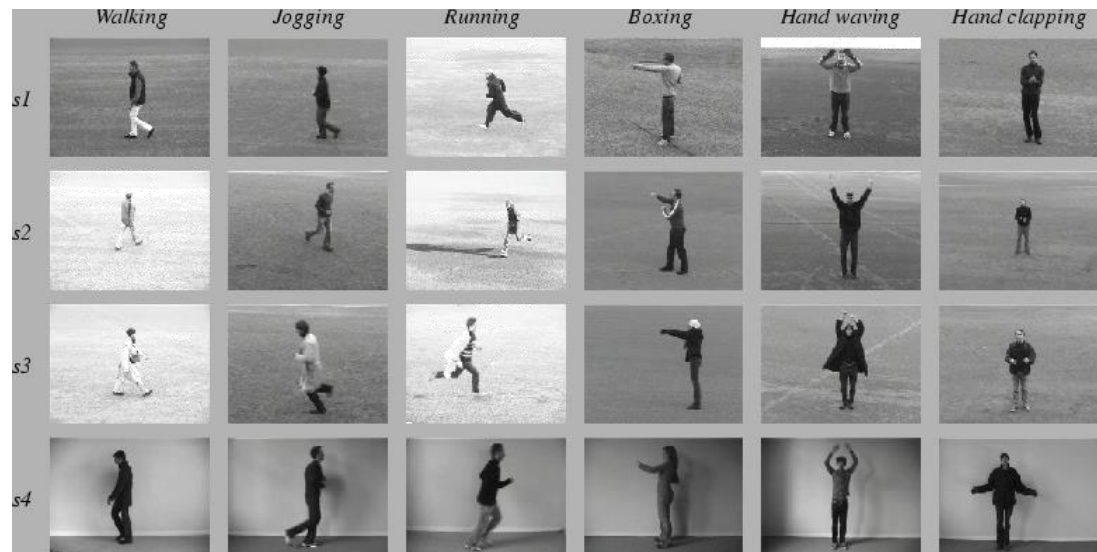 Walking Jogging Running Boxing Hand waving Hand clapping
s1
s2
s3
s4